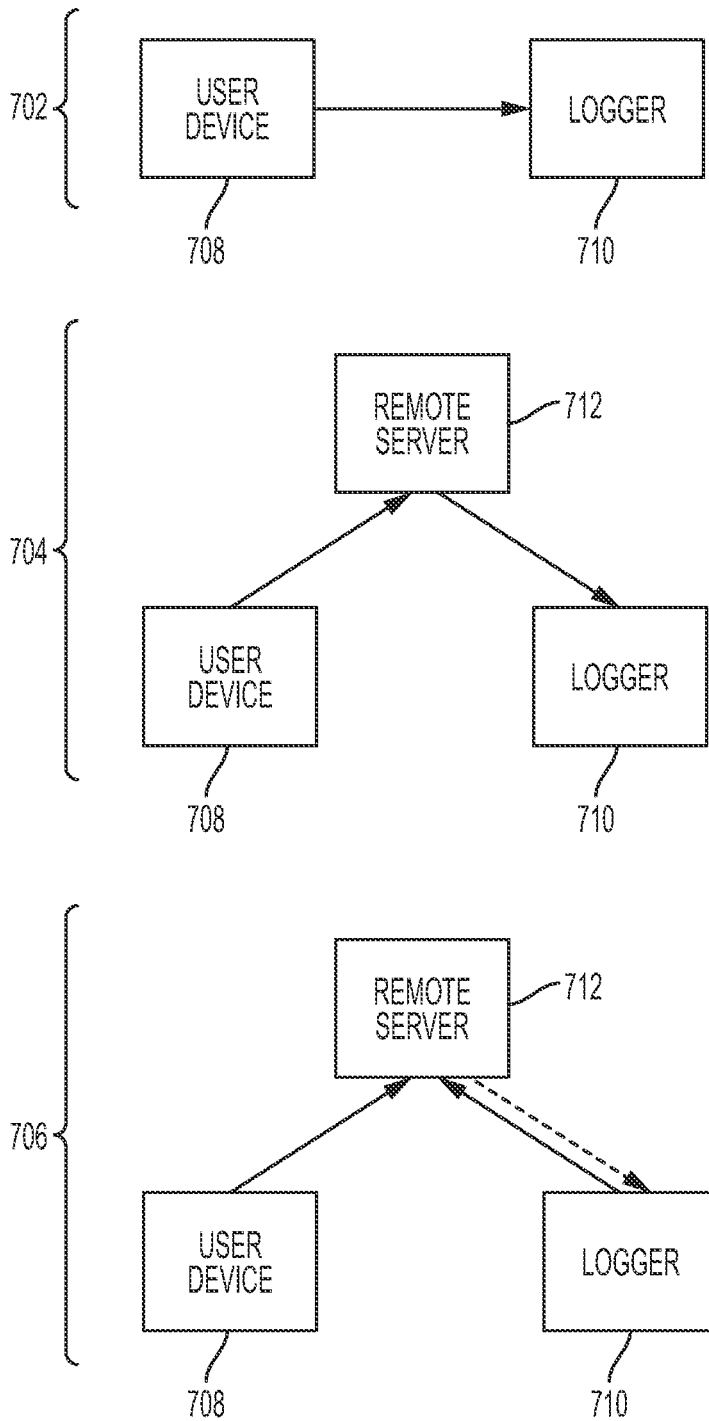 702
USER
DEVICE
LOGGER
708
710
REMOTE
SERVER
712
704
USER
DEVICE
LOGGER
708
710
REMOTE
SERVER
712
706
USER
DEVICE
LOGGER
708
710